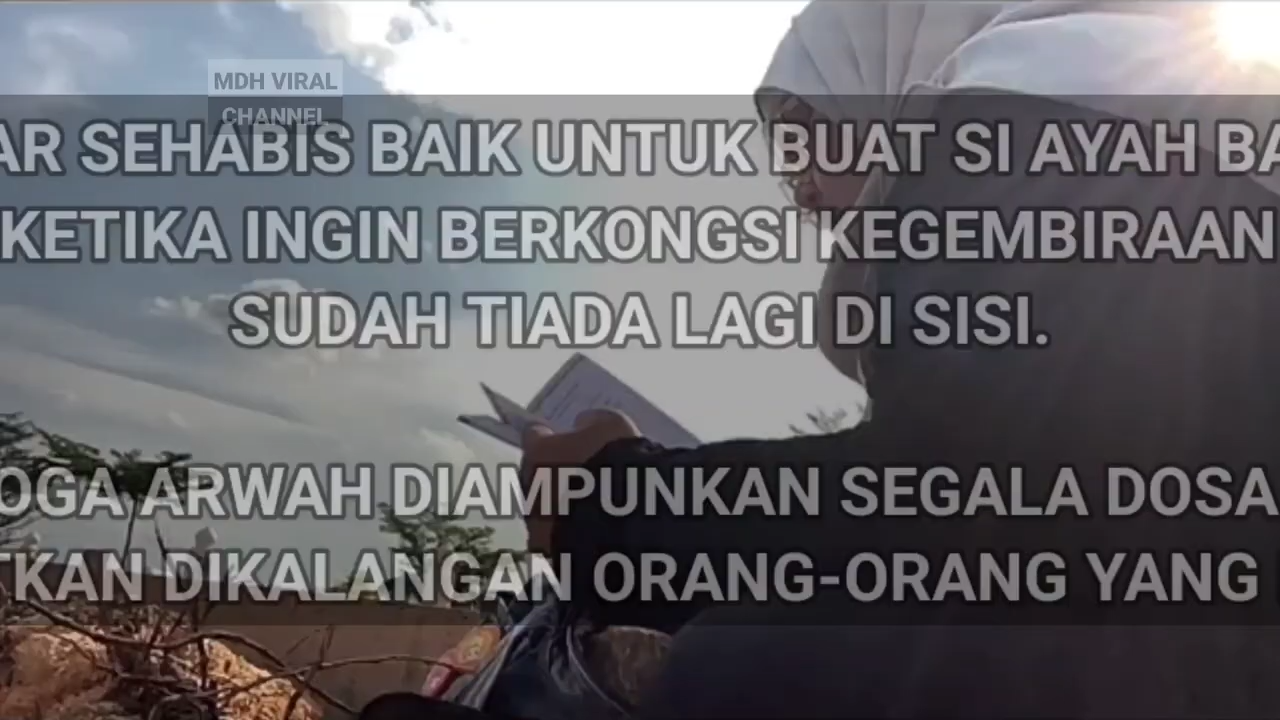 MDH VIRAL
CHANNEL
AR SEHABIS BAIK UNTUK BUAT SI AYAH BA
KETIKA INGIN BERKONGSI KEGEMBIRAAN
SUDAH TIADA LAGI DI SISI.
OGA ARWAH DIAMPUNKAN SEGALA DOSA
TKAN DIKALANGAN ORANG-ORANG YANG